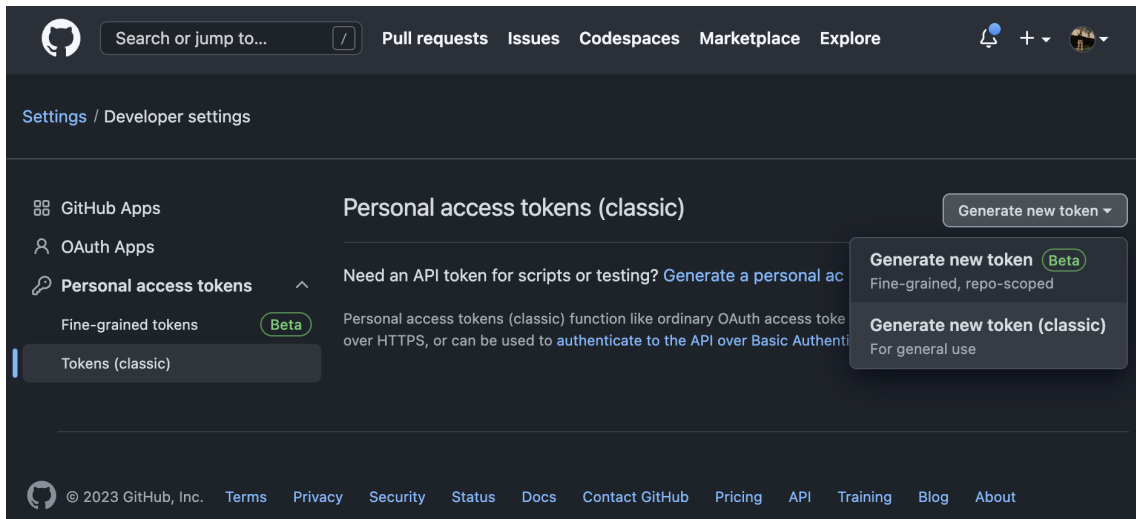 Search or jump to... / Pull requests Issues Codespaces Marketplace Explore
Settings / Developer settings
GitHub Apps
OAuth Apps
Personal access tokens
Fine-grained tokens Beta
Tokens (classic)
Personal access tokens (classic)
Generate new token
Generate new token Beta
Fine-grained, repo-scoped
Generate new token (classic)
For general use
Need an API token for scripts or testing? Generate a personal ac
Personal access tokens (classic) function like ordinary OAuth access toke
over HTTPS, or can be used to authenticate to the API over Basic Authenti
© 2023 GitHub, Inc. Terms Privacy Security Status Docs Contact GitHub Pricing API Training Blog About